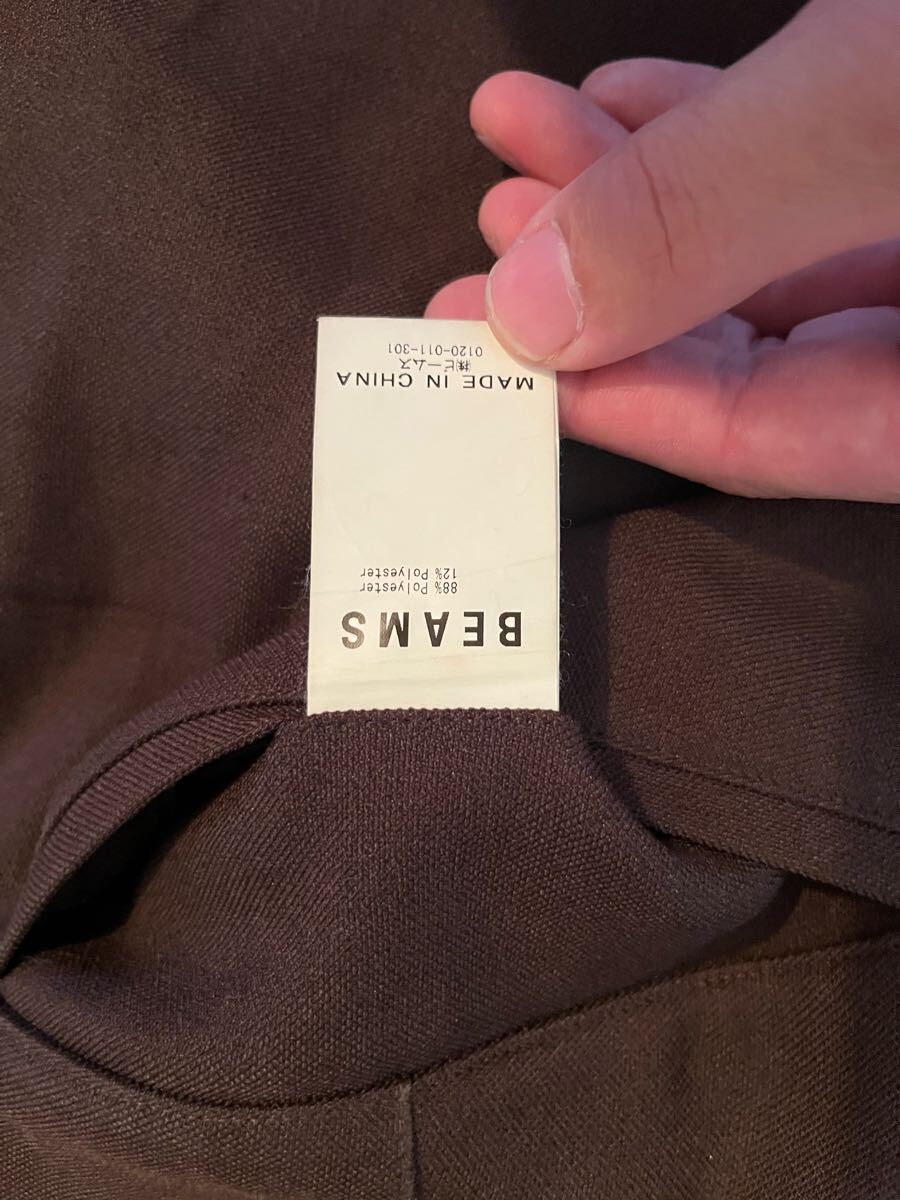 BEAMS
88% Polyester
12% Polyester
MADE IN CHINA
㈱ビームス
0120-011-301